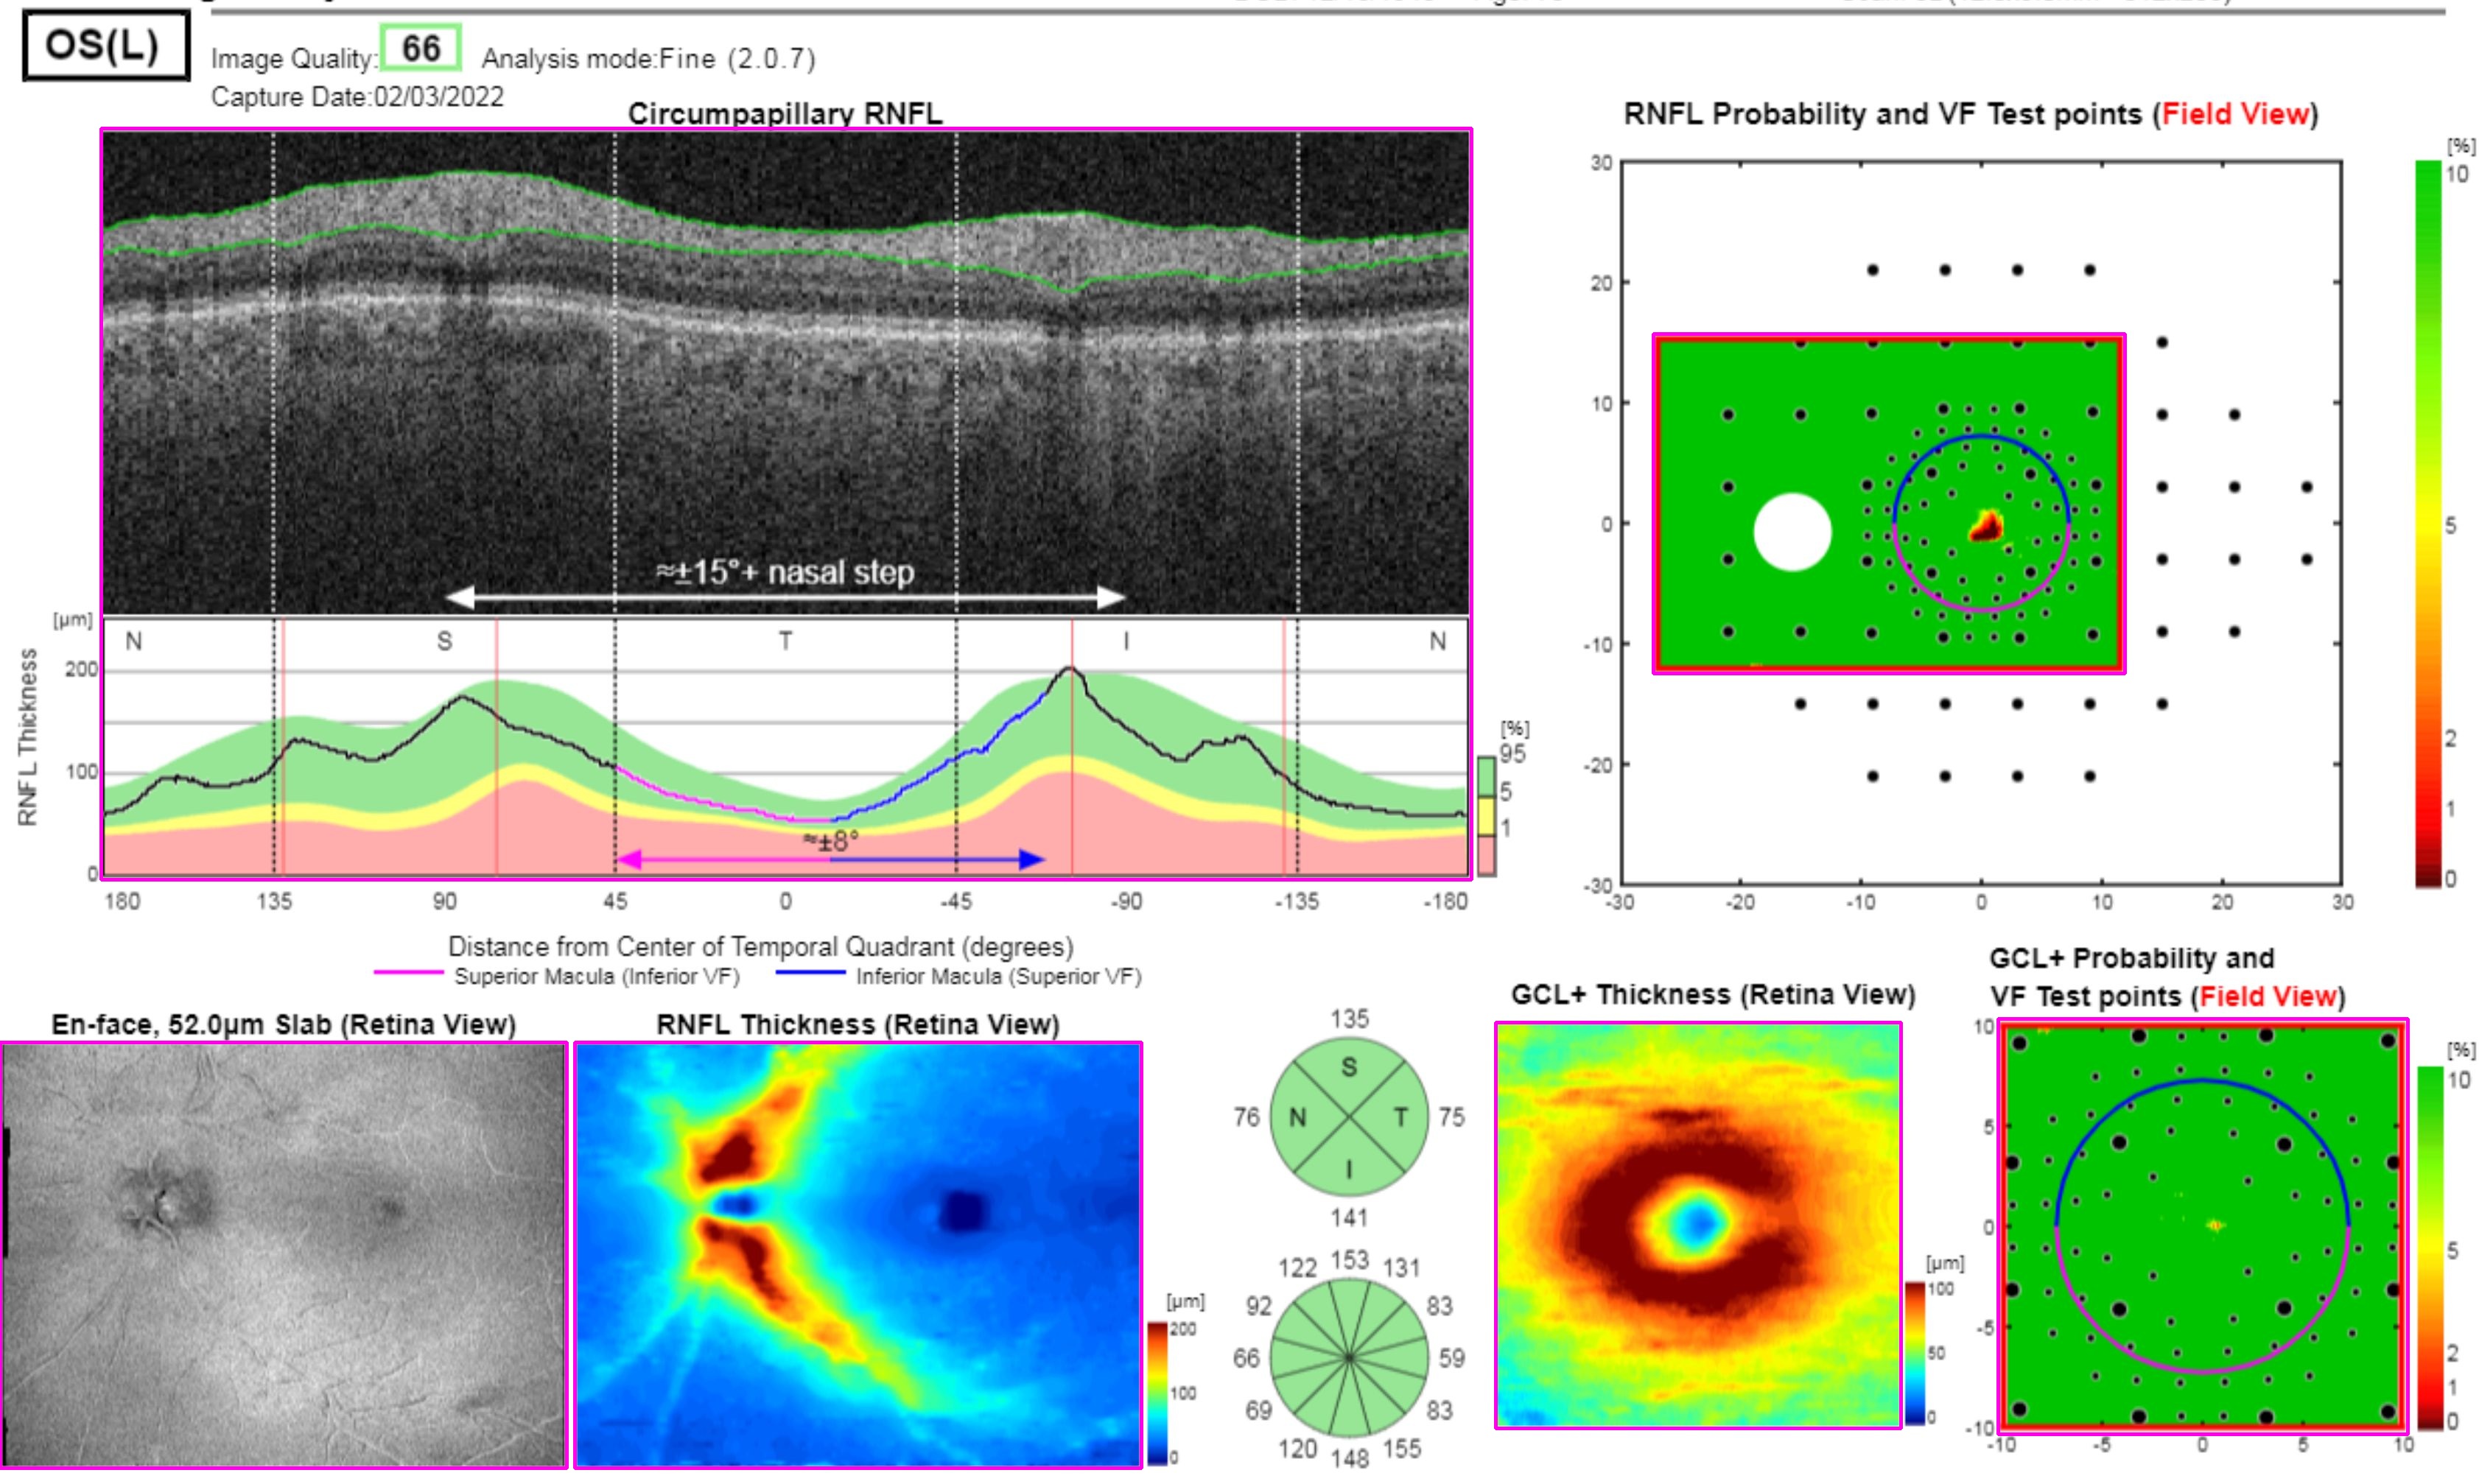 OS(L)
Image Quality: 66 Analysis mode:Fine (2.0.7)
Capture Date:02/03/2022
Circumpapillary RNFL
≈±15°+ nasal step
[µm]
N S T I N
200
100
0
RNFL Thickness
≈±8°
180 135 90 45 0 -45 -90 -135 -180
Distance from Center of Temporal Quadrant (degrees)
Superior Macula (Inferior VF) Inferior Macula (Superior VF)
[%]
95
5
1
RNFL Probability and VF Test points (Field View)
30
20
10
0
-10
-20
-30
-30 -20 -10 0 10 20 30
[%]
10
5
2
1
0
En-face, 52.0µm Slab (Retina View)
RNFL Thickness (Retina View)
[µm]
200
100
0
135
S
76 N T 75
I
141
122 153 131
92 83
66 59
69 83
120 148 155
GCL+ Thickness (Retina View)
[µm]
100
50
0
GCL+ Probability and
VF Test points (Field View)
10
5
0
-5
-10
-10 -5 0 5 10
[%]
10
5
2
1
0